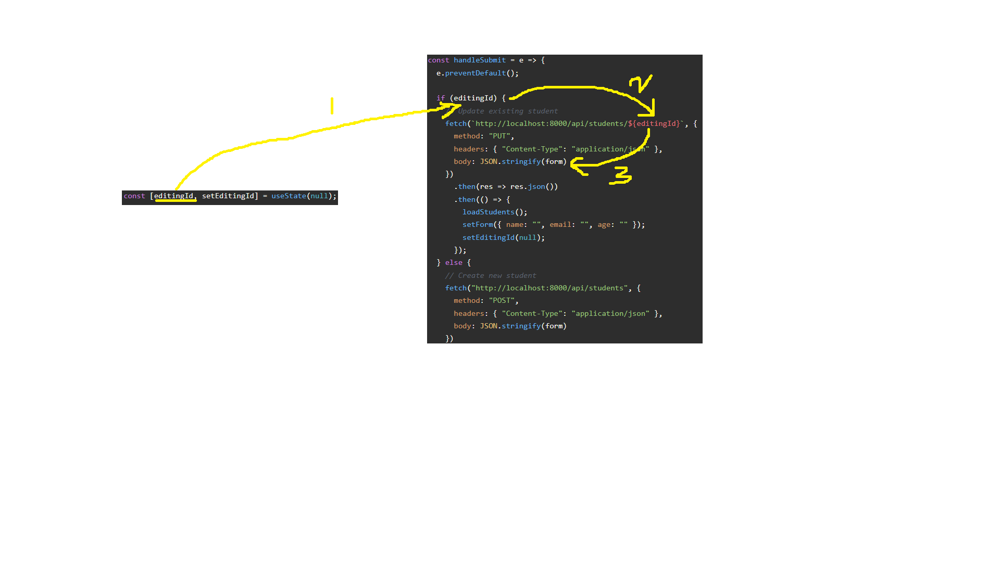 const [editingId, setEditingId] = useState(null);
1
const handleSubmit = e => {
e.preventDefault();
2
if (editingId) {
// Update existing student
fetch(`http://localhost:8000/api/students/${editingId}`, {
method: "PUT",
headers: { "Content-Type": "application/json" },
body: JSON.stringify(form)
3
})
.then(res => res.json())
.then(() => {
loadStudents();
setForm({ name: "", email: "", age: "" });
setEditingId(null);
});
} else {
// Create new student
fetch("http://localhost:8000/api/students", {
method: "POST",
headers: { "Content-Type": "application/json" },
body: JSON.stringify(form)
})